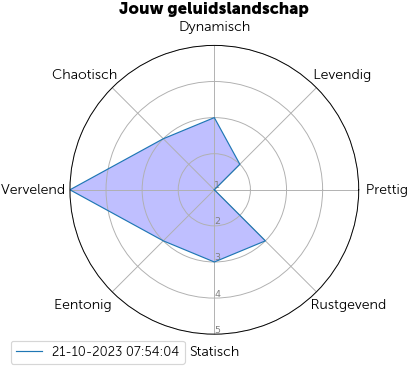 Jouw geluidslandschap
Dynamisch
Chaotisch
Levendig
Vervelend
1
Prettig
2
3
4
Eentonig
Rustgevend
5
21-10-2023 07:54:04
Statisch